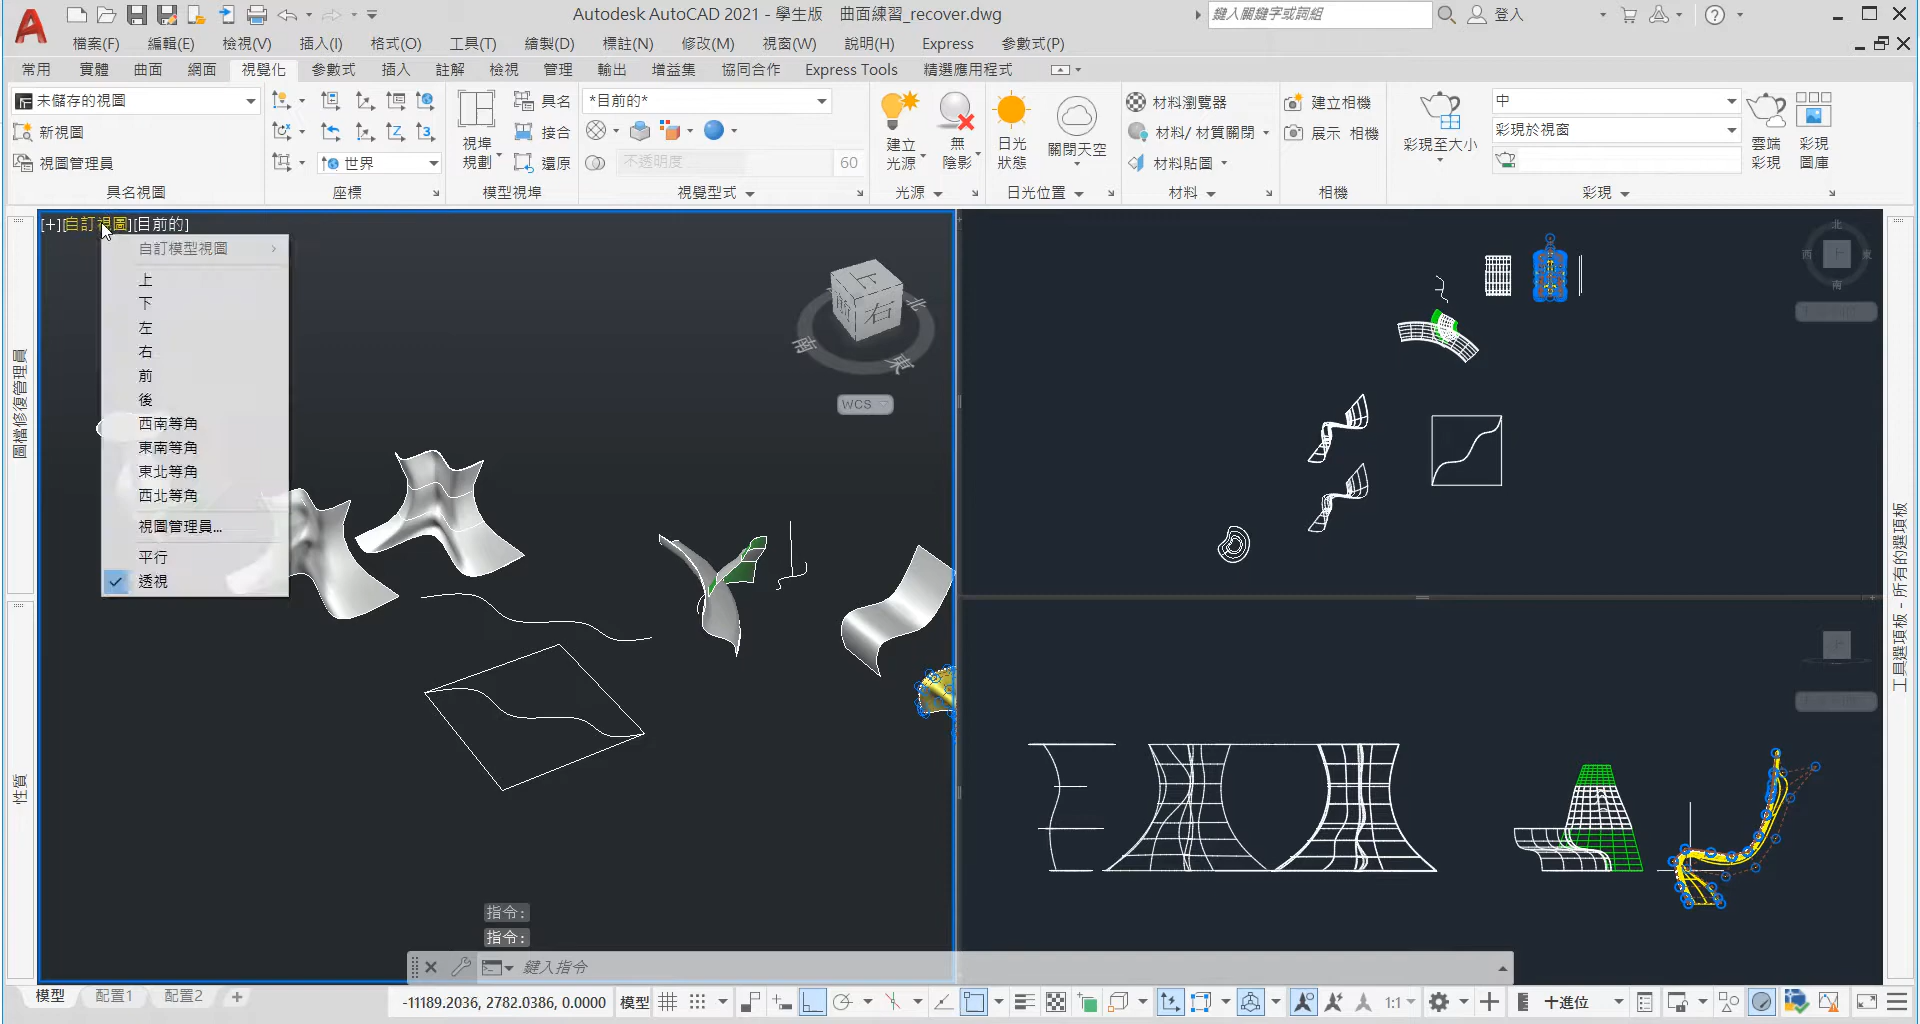 Autodesk AutoCAD 2021 - 學生版 曲面練習_recover.dwg
鍵入關鍵字或詞組
登入
檔案(F) 編輯(E) 檢視(V) 插入(I) 格式(O) 工具(T) 繪製(D) 標註(N) 修改(M) 視窗(W) 說明(H) Express 參數式(P)
常用 實體 曲面 網面 視覺化 參數式 插入 註解 檢視 管理 輸出 增益集 協同合作 Express Tools 精選應用程式
未儲存的視圖
新視圖
視圖管理員
具名視圖
世界
座標
視埠
規劃
具名
接合
還原
模型視埠
*目前的*
不透明度 60
視覺型式
建立
光源
無
陰影
光源
日光
狀態
關閉天空
日光位置
材料瀏覽器
材料/ 材質關閉
材料貼圖
材料
建立相機
展示 相機
相機
彩現至大小
中
彩現於視窗
雲端
彩現
彩現
圖庫
彩現
圖檔修復管理員
性質
[+][自訂視圖][目前的]
自訂模型視圖
上
下
左
右
前
後
西南等角
東南等角
東北等角
西北等角
視圖管理員...
平行
透視
上
前
右
北
南
東
WCS
北
西
上
東
南
工具選項板 - 所有的選項板
指令:
指令:
鍵入指令
模型 配置1 配置2 +
-11189.2036, 2782.0386, 0.0000 模型
1:1
十進位